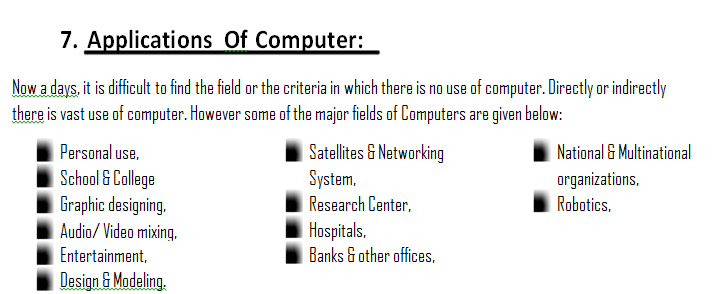 7. Applications Of Computer:
Now a days, it is difficult to find the field or the criteria in which there is no use of computer. Directly or indirectly
there is vast use of computer. However some of the major fields of Computers are given below:
Personal use,
School & College
Graphic designing,
Audio/ Video mixing,
Entertainment,
Design & Modeling.
Satellites & Networking
System,
Research Center,
Hospitals,
Banks & other offices,
National & Multinational
organizations,
Robotics,